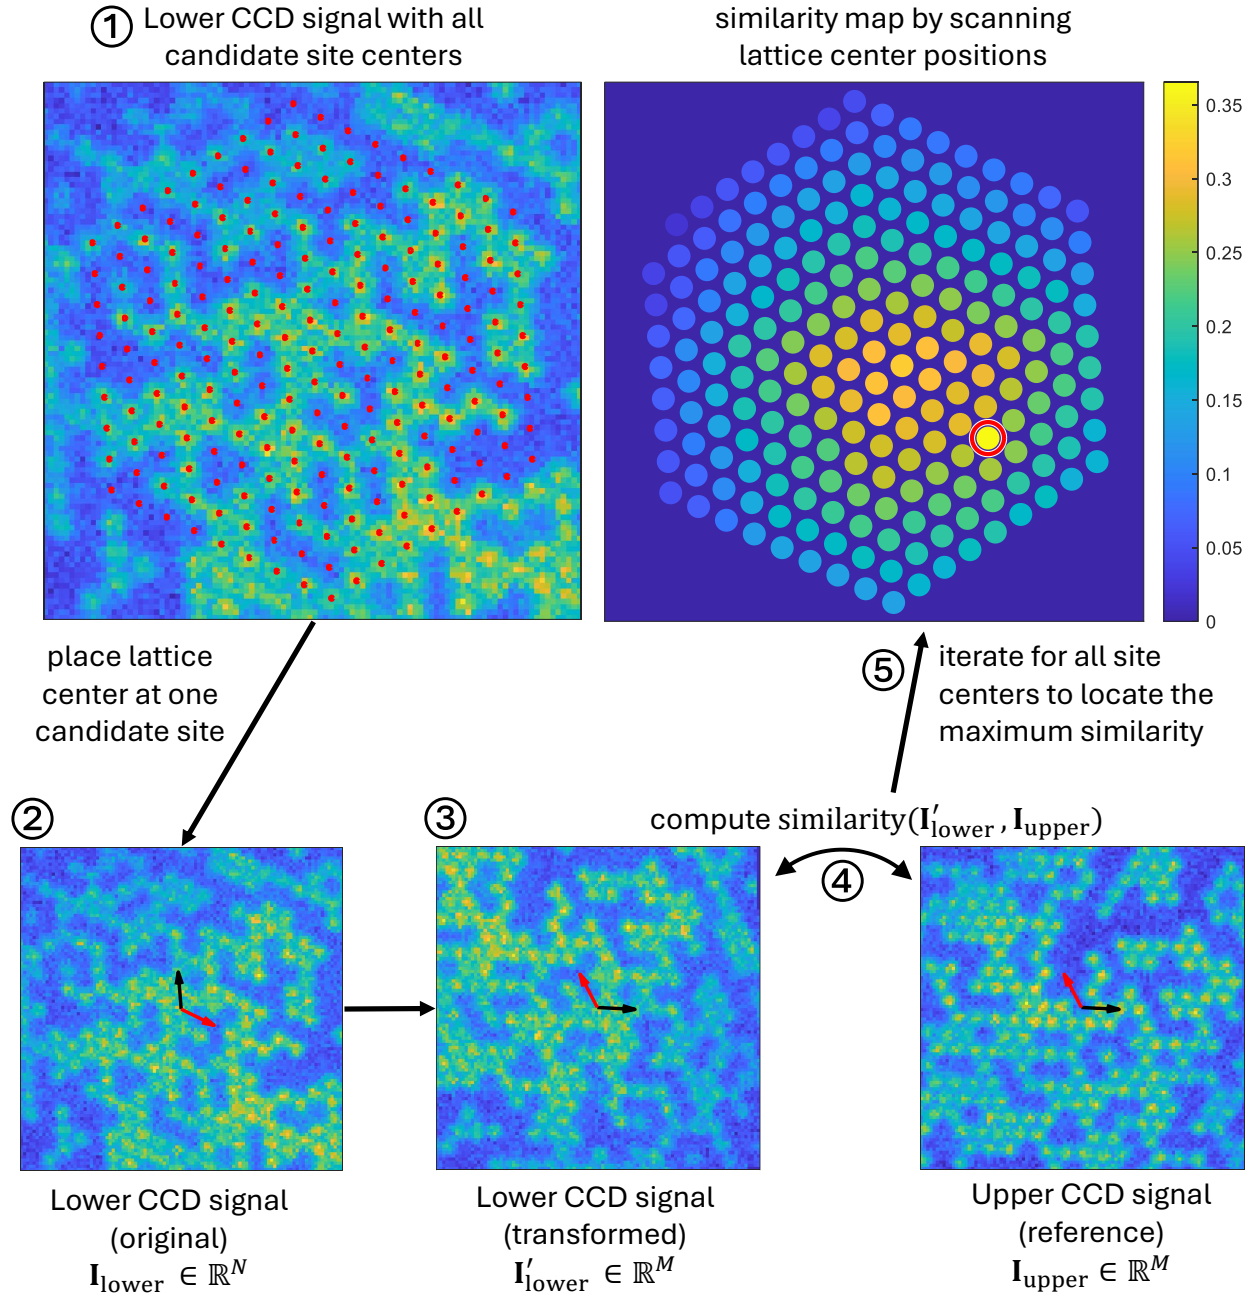 ① Lower CCD signal with all
candidate site centers
similarity map by scanning
lattice center positions
0.35
0.3
0.25
0.2
0.15
0.1
0.05
0
place lattice
center at one
candidate site
⑤ iterate for all site
centers to locate the
maximum similarity
②
③
compute similarity(I′lower , Iupper)
④
Lower CCD signal
(original)
Ilower ∈ ℝN
Lower CCD signal
(transformed)
I′lower ∈ ℝM
Upper CCD signal
(reference)
Iupper ∈ ℝM